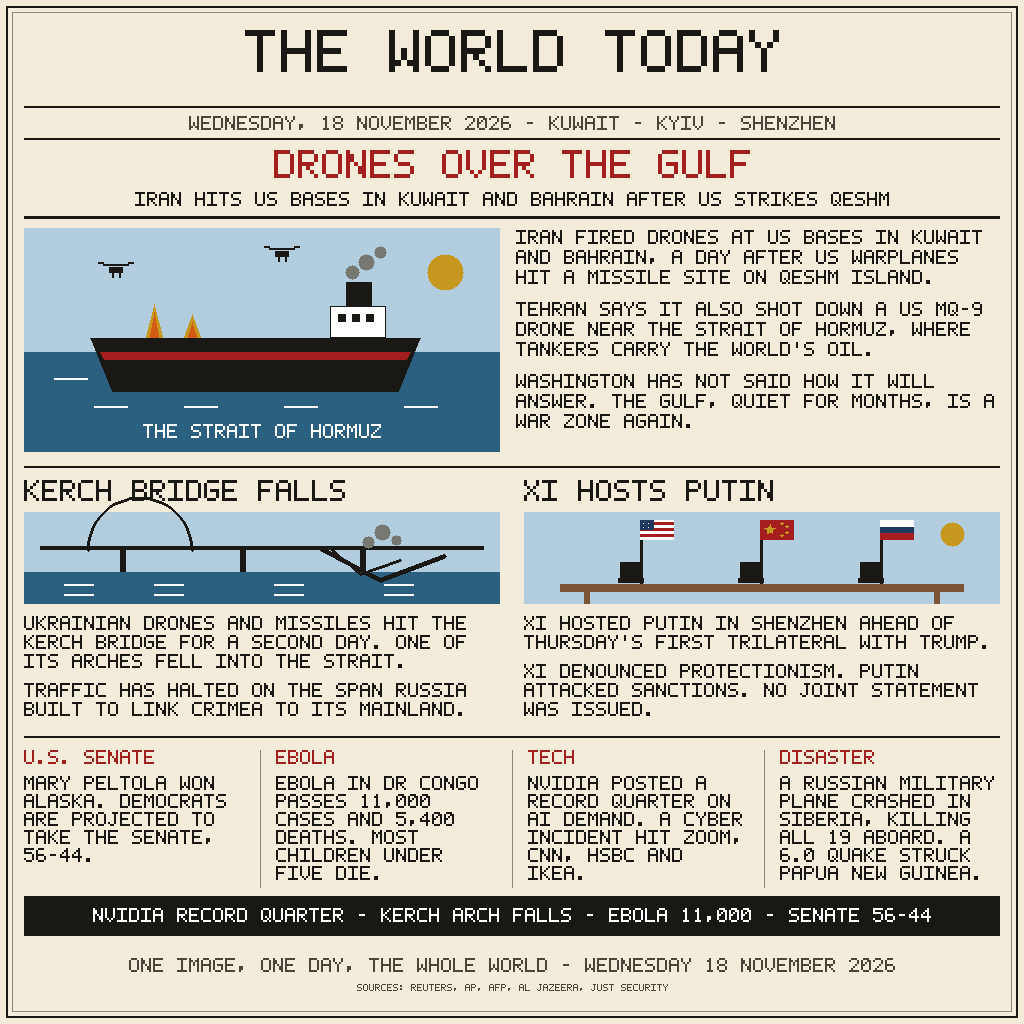 THE WORLD TODAY
WEDNESDAY, 18 NOVEMBER 2026 - KUWAIT - KYIV - SHENZHEN
DRONES OVER THE GULF
IRAN HITS US BASES IN KUWAIT AND BAHRAIN AFTER US STRIKES QESHM
THE STRAIT OF HORMUZ
IRAN FIRED DRONES AT US BASES IN KUWAIT
AND BAHRAIN, A DAY AFTER US WARPLANES
HIT A MISSILE SITE ON QESHM ISLAND.
TEHRAN SAYS IT ALSO SHOT DOWN A US MQ-9
DRONE NEAR THE STRAIT OF HORMUZ, WHERE
TANKERS CARRY THE WORLD'S OIL.
WASHINGTON HAS NOT SAID HOW IT WILL
ANSWER. THE GULF, QUIET FOR MONTHS, IS A
WAR ZONE AGAIN.
KERCH BRIDGE FALLS
UKRAINIAN DRONES AND MISSILES HIT THE
KERCH BRIDGE FOR A SECOND DAY. ONE OF
ITS ARCHES FELL INTO THE STRAIT.
TRAFFIC HAS HALTED ON THE SPAN RUSSIA
BUILT TO LINK CRIMEA TO ITS MAINLAND.
XI HOSTS PUTIN
XI HOSTED PUTIN IN SHENZHEN AHEAD OF
THURSDAY'S FIRST TRILATERAL WITH TRUMP.
XI DENOUNCED PROTECTIONISM. PUTIN
ATTACKED SANCTIONS. NO JOINT STATEMENT
WAS ISSUED.
U.S. SENATE
MARY PELTOLA WON
ALASKA. DEMOCRATS
ARE PROJECTED TO
TAKE THE SENATE,
56-44.
EBOLA
EBOLA IN DR CONGO
PASSES 11,000
CASES AND 5,400
DEATHS. MOST
CHILDREN UNDER
FIVE DIE.
TECH
NVIDIA POSTED A
RECORD QUARTER ON
AI DEMAND. A CYBER
INCIDENT HIT ZOOM,
CNN, HSBC AND
IKEA.
DISASTER
A RUSSIAN MILITARY
PLANE CRASHED IN
SIBERIA, KILLING
ALL 19 ABOARD. A
6.0 QUAKE STRUCK
PAPUA NEW GUINEA.
NVIDIA RECORD QUARTER - KERCH ARCH FALLS - EBOLA 11,000 - SENATE 56-44
ONE IMAGE, ONE DAY, THE WHOLE WORLD - WEDNESDAY 18 NOVEMBER 2026
SOURCES: REUTERS, AP, AFP, AL JAZEERA, JUST SECURITY